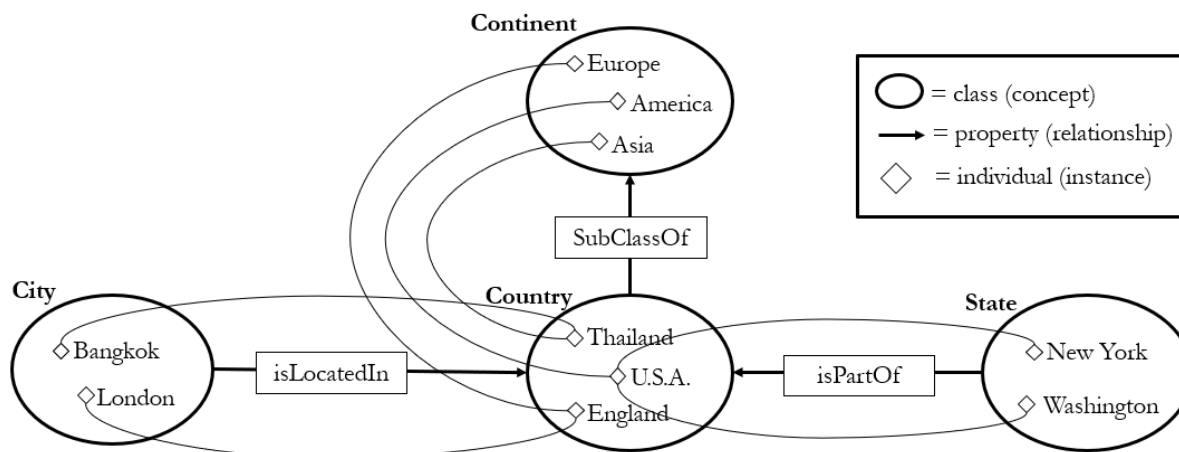 Continent
Europe
America
Asia
= class (concept)
= property (relationship)
= individual (instance)
SubClassOf
City
Bangkok
London
isLocatedIn
Country
Thailand
U.S.A.
England
isPartOf
State
New York
Washington